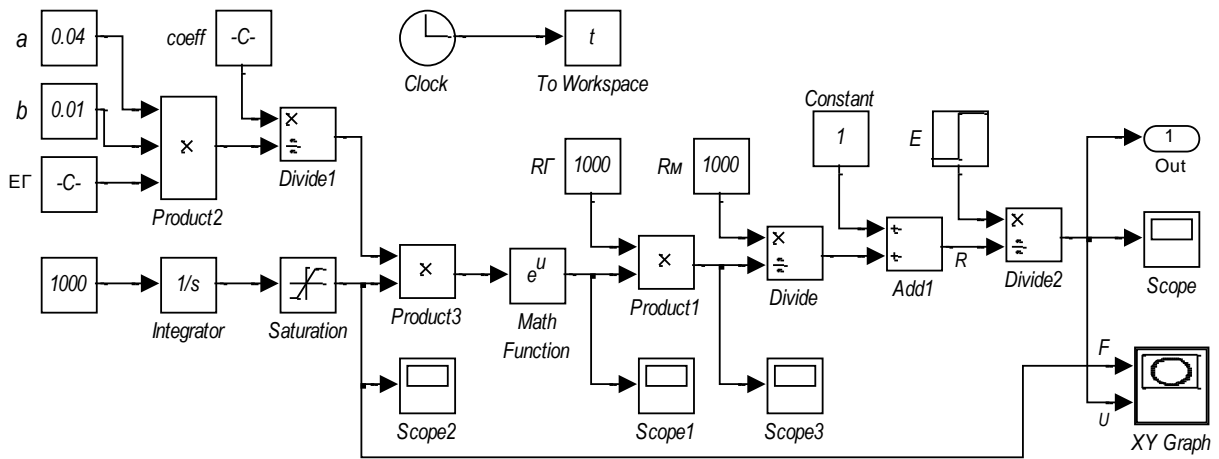 a
0.04
coeff
-C-
Clock
t
To Workspace
b
0.01
×
×
÷
Divide1
ЕГ
-C-
Product2
RГ
1000
Rм
1000
Constant
1
E
1
Out
1000
1/s
Integrator
Saturation
×
Product3
e^u
Math
Function
×
Product1
×
÷
Divide
+
+
Add1
R
×
÷
Divide2
Scope
Scope2
Scope1
Scope3
F
U
XY Graph